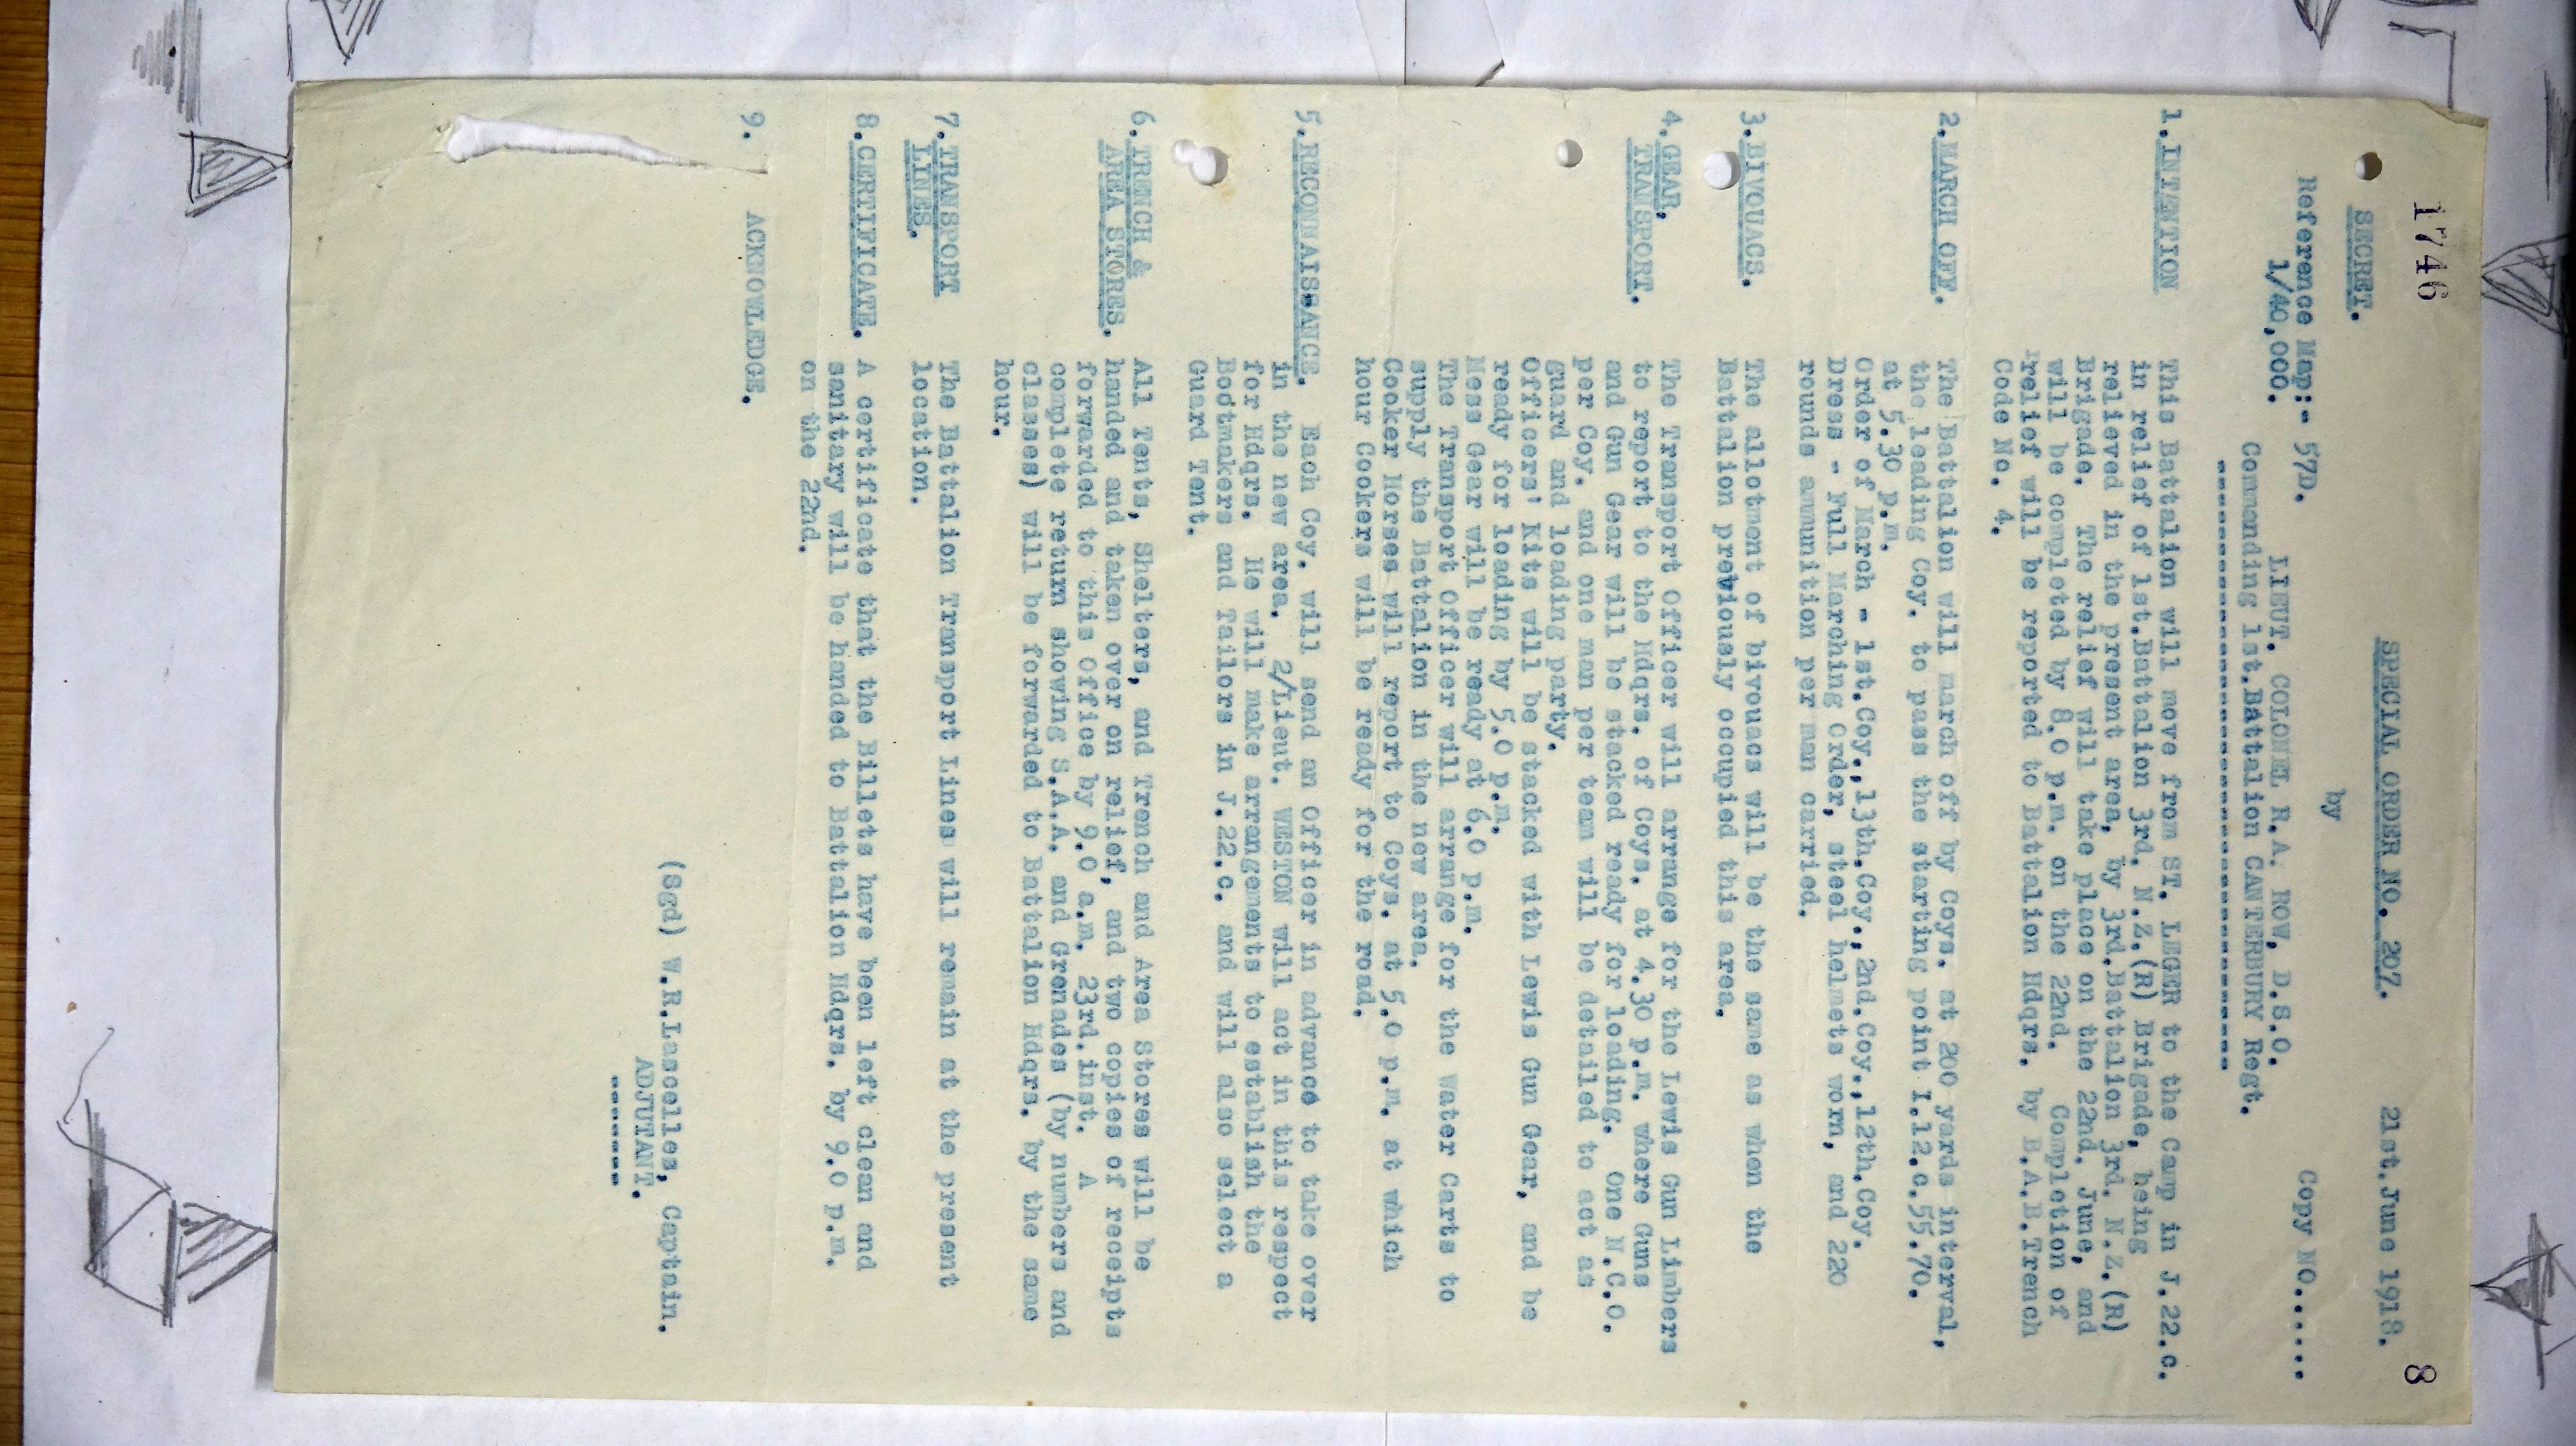 1746
8
SECRET.
SPECIAL ORDER NO. 207. 21st.June 1918.
by
Reference Map:- 57D. LIEUT. COLONEL R.A. ROW, D.S.O. Copy NO.......
1/40,000. Commanding 1st.Battalion CANTERBURY Regt.
1.INTENTION This Battalion will move from ST. LEGER to the Camp in J.22.c.
in relief of 1st.Battalion 3rd. N.Z.(R) Brigade, being
relieved in the present area, by 3rd.Battalion 3rd. N.Z.(R)
Brigade. The relief will take place on the 22nd. June, and
will be completed by 8.0 p.m. on the 22nd. Completion of
relief will be reported to Battalion Hdqrs. by B.A.B.Trench
Code No. 4.
2.MARCH OFF. The Battalion will march off by Coys. at 200 yards interval,
the leading Coy. to pass the starting point I.12.c.55.70.
at 5.30 p.m.
Order of March - 1st.Coy.,13th.Coy.,2nd.Coy.,12th.Coy.
Dress - Full Marching Order, steel helmets worn, and 220
rounds ammunition per man carried.
3.BIVOUACS. The allotment of bivouacs will be the same as when the
Battalion previously occupied this area.
4.GEAR, The Transport Officer will arrange for the Lewis Gun Limbers
TRANSPORT. to report to the Hdqrs. of Coys. at 4.30 p.m. where Guns
and Gun Gear will be stacked ready for loading. One N.C.O.
per Coy. and one man per team will be detailed to act as
guard and loading party.
Officers' Kits will be stacked with Lewis Gun Gear, and be
ready for loading by 5.0 p.m.
Mess Gear will be ready at 6.0 p.m.
The Transport Officer will arrange for the Water Carts to
supply the Battalion in the new area.
Cooker Horses will report to Coys. at 5.0 p.m. at which
hour Cookers will be ready for the road.
5.RECONNAISSANCE. Each Coy. will send an Officer in advance to take over
in the new area. 2/Lieut. WESTON will act in this respect
for Hdqrs. He will make arrangements to establish the
Bootmakers and Tailors in J.22.c. and will also select a
Guard Tent.
6.TRENCH & All Tents, Shelters, and Trench and Area Stores will be
AREA STORES. handed and taken over on relief, and two copies of receipts
forwarded to this office by 9.0 a.m. 23rd.inst. A
complete return showing S.A.A. and Grenades (by numbers and
classes) will be forwarded to Battalion Hdqrs. by the same
hour.
7.TRANSPORT The Battalion Transport Lines will remain at the present
LINES. location.
8.CERTIFICATE. A certificate that the Billets have been left clean and
sanitary will be handed to Battalion Hdqrs. by 9.0 p.m.
on the 22nd.
9. ACKNOWLEDGE.
(Sgd) W.R.Lascelles, Captain.
ADJUTANT.